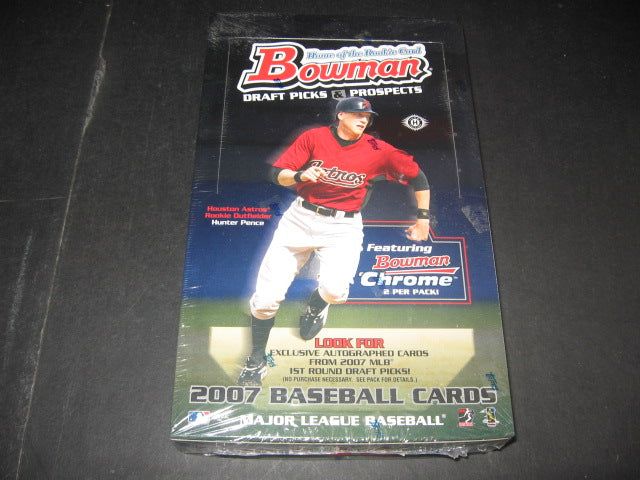 Home of the Rookie Card
Bowman
DRAFT PICKS & PROSPECTS
H
Astros
Houston Astros®
Rookie Outfielder
Hunter Pence
Featuring
Bowman
Chrome™
2 PER PACK!
LOOK FOR
EXCLUSIVE AUTOGRAPHED CARDS
FROM 2007 MLB®
1ST ROUND DRAFT PICKS!
(NO PURCHASE NECESSARY. SEE PACK FOR DETAILS.)
2007 BASEBALL CARDS
MAJOR LEAGUE BASEBALL®